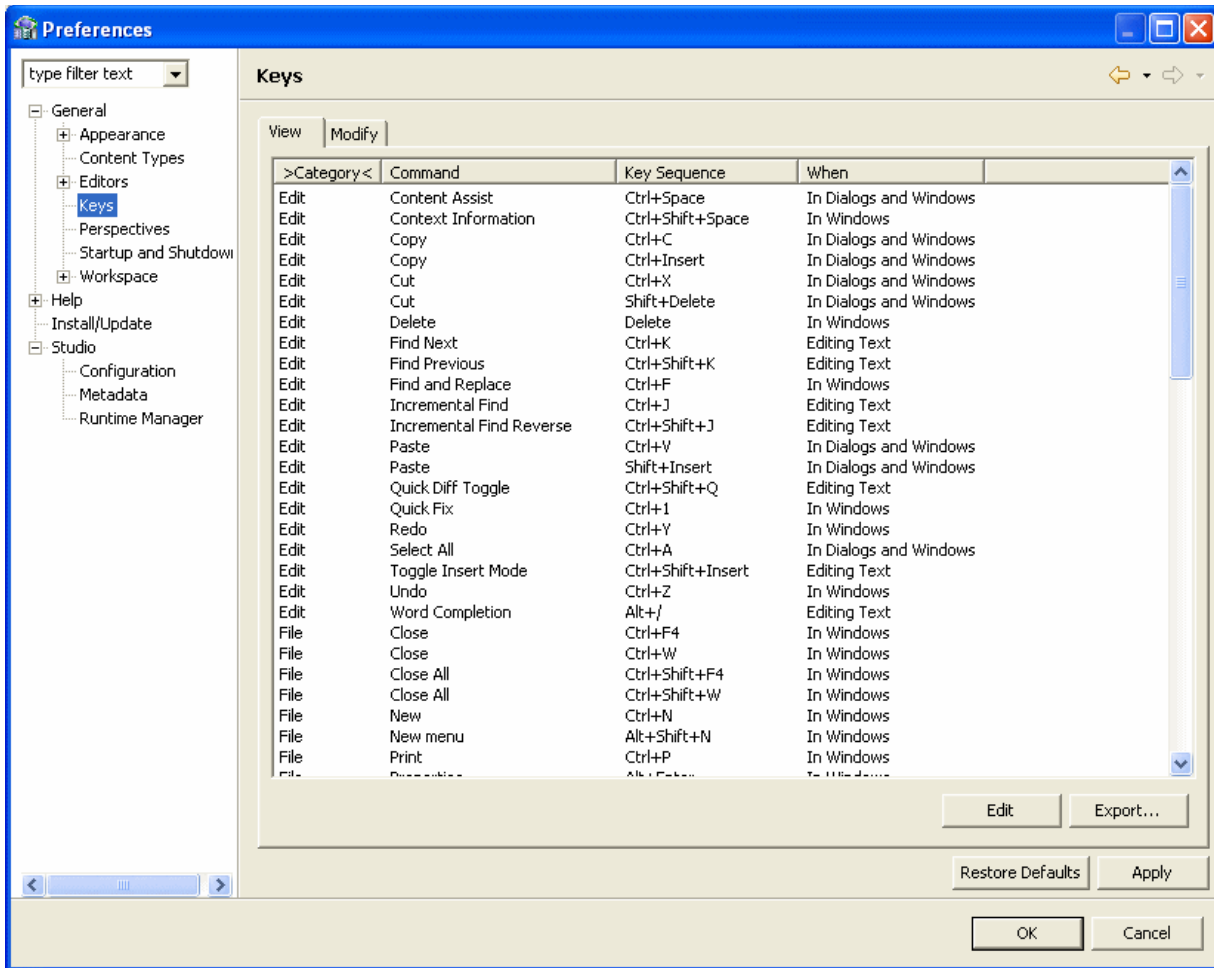 Preferences
type filter text
General
Appearance
Content Types
Editors
Keys
Perspectives
Startup and Shutdow
Workspace
Help
Install/Update
Studio
Configuration
Metadata
Runtime Manager
Keys
View Modify
>Category< Command Key Sequence When
Edit Content Assist Ctrl+Space In Dialogs and Windows
Edit Context Information Ctrl+Shift+Space In Windows
Edit Copy Ctrl+C In Dialogs and Windows
Edit Copy Ctrl+Insert In Dialogs and Windows
Edit Cut Ctrl+X In Dialogs and Windows
Edit Cut Shift+Delete In Dialogs and Windows
Edit Delete Delete In Windows
Edit Find Next Ctrl+K Editing Text
Edit Find Previous Ctrl+Shift+K Editing Text
Edit Find and Replace Ctrl+F In Windows
Edit Incremental Find Ctrl+J Editing Text
Edit Incremental Find Reverse Ctrl+Shift+J Editing Text
Edit Paste Ctrl+V In Dialogs and Windows
Edit Paste Shift+Insert In Dialogs and Windows
Edit Quick Diff Toggle Ctrl+Shift+Q Editing Text
Edit Quick Fix Ctrl+1 In Windows
Edit Redo Ctrl+Y In Windows
Edit Select All Ctrl+A In Dialogs and Windows
Edit Toggle Insert Mode Ctrl+Shift+Insert Editing Text
Edit Undo Ctrl+Z In Windows
Edit Word Completion Alt+/ Editing Text
File Close Ctrl+F4 In Windows
File Close Ctrl+W In Windows
File Close All Ctrl+Shift+F4 In Windows
File Close All Ctrl+Shift+W In Windows
File New Ctrl+N In Windows
File New menu Alt+Shift+N In Windows
File Print Ctrl+P In Windows
File Properties Alt+Enter In Windows
Edit Export...
Restore Defaults Apply
OK Cancel